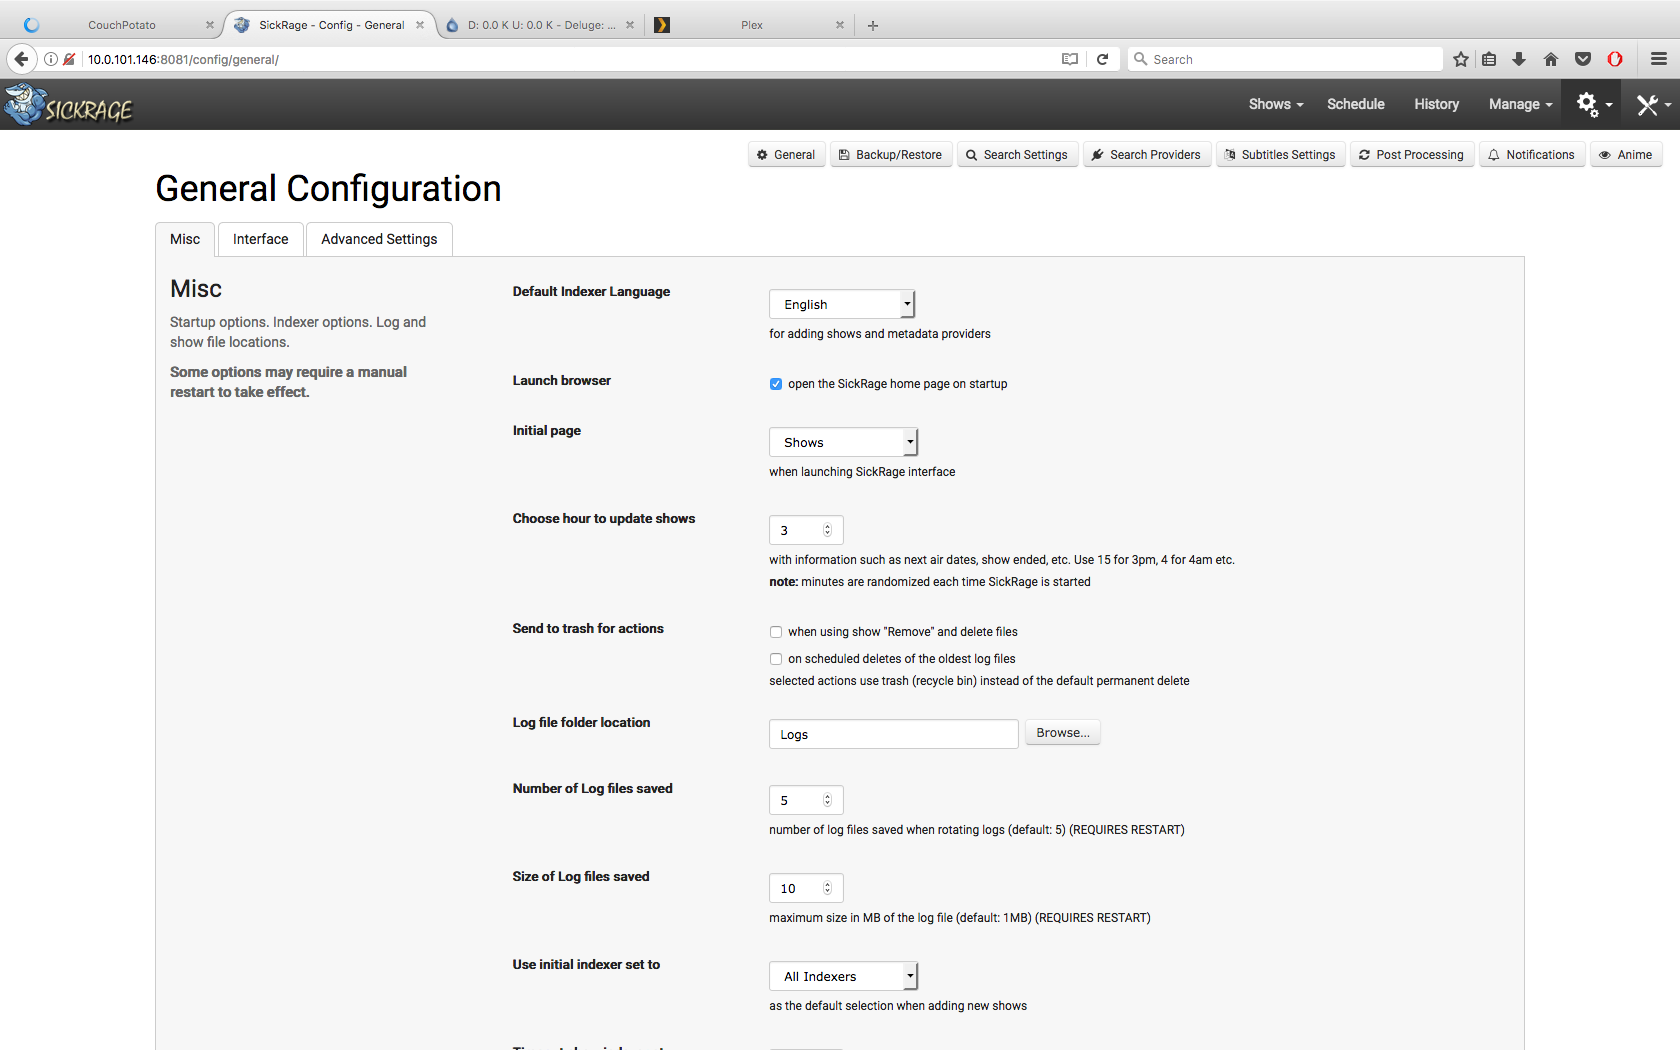 CouchPotato
SickRage - Config - General
D: 0.0 K U: 0.0 K - Deluge: ...
Plex
10.0.101.146:8081/config/general/
Search
SICKRAGE
Shows
Schedule
History
Manage
General
Backup/Restore
Search Settings
Search Providers
Subtitles Settings
Post Processing
Notifications
Anime
General Configuration
Misc
Interface
Advanced Settings
Misc
Startup options. Indexer options. Log and
show file locations.
Some options may require a manual
restart to take effect.
Default Indexer Language
English
for adding shows and metadata providers
Launch browser
open the SickRage home page on startup
Initial page
Shows
when launching SickRage interface
Choose hour to update shows
3
with information such as next air dates, show ended, etc. Use 15 for 3pm, 4 for 4am etc.
note: minutes are randomized each time SickRage is started
Send to trash for actions
when using show "Remove" and delete files
on scheduled deletes of the oldest log files
selected actions use trash (recycle bin) instead of the default permanent delete
Log file folder location
Logs
Browse...
Number of Log files saved
5
number of log files saved when rotating logs (default: 5) (REQUIRES RESTART)
Size of Log files saved
10
maximum size in MB of the log file (default: 1MB) (REQUIRES RESTART)
Use initial indexer set to
All Indexers
as the default selection when adding new shows